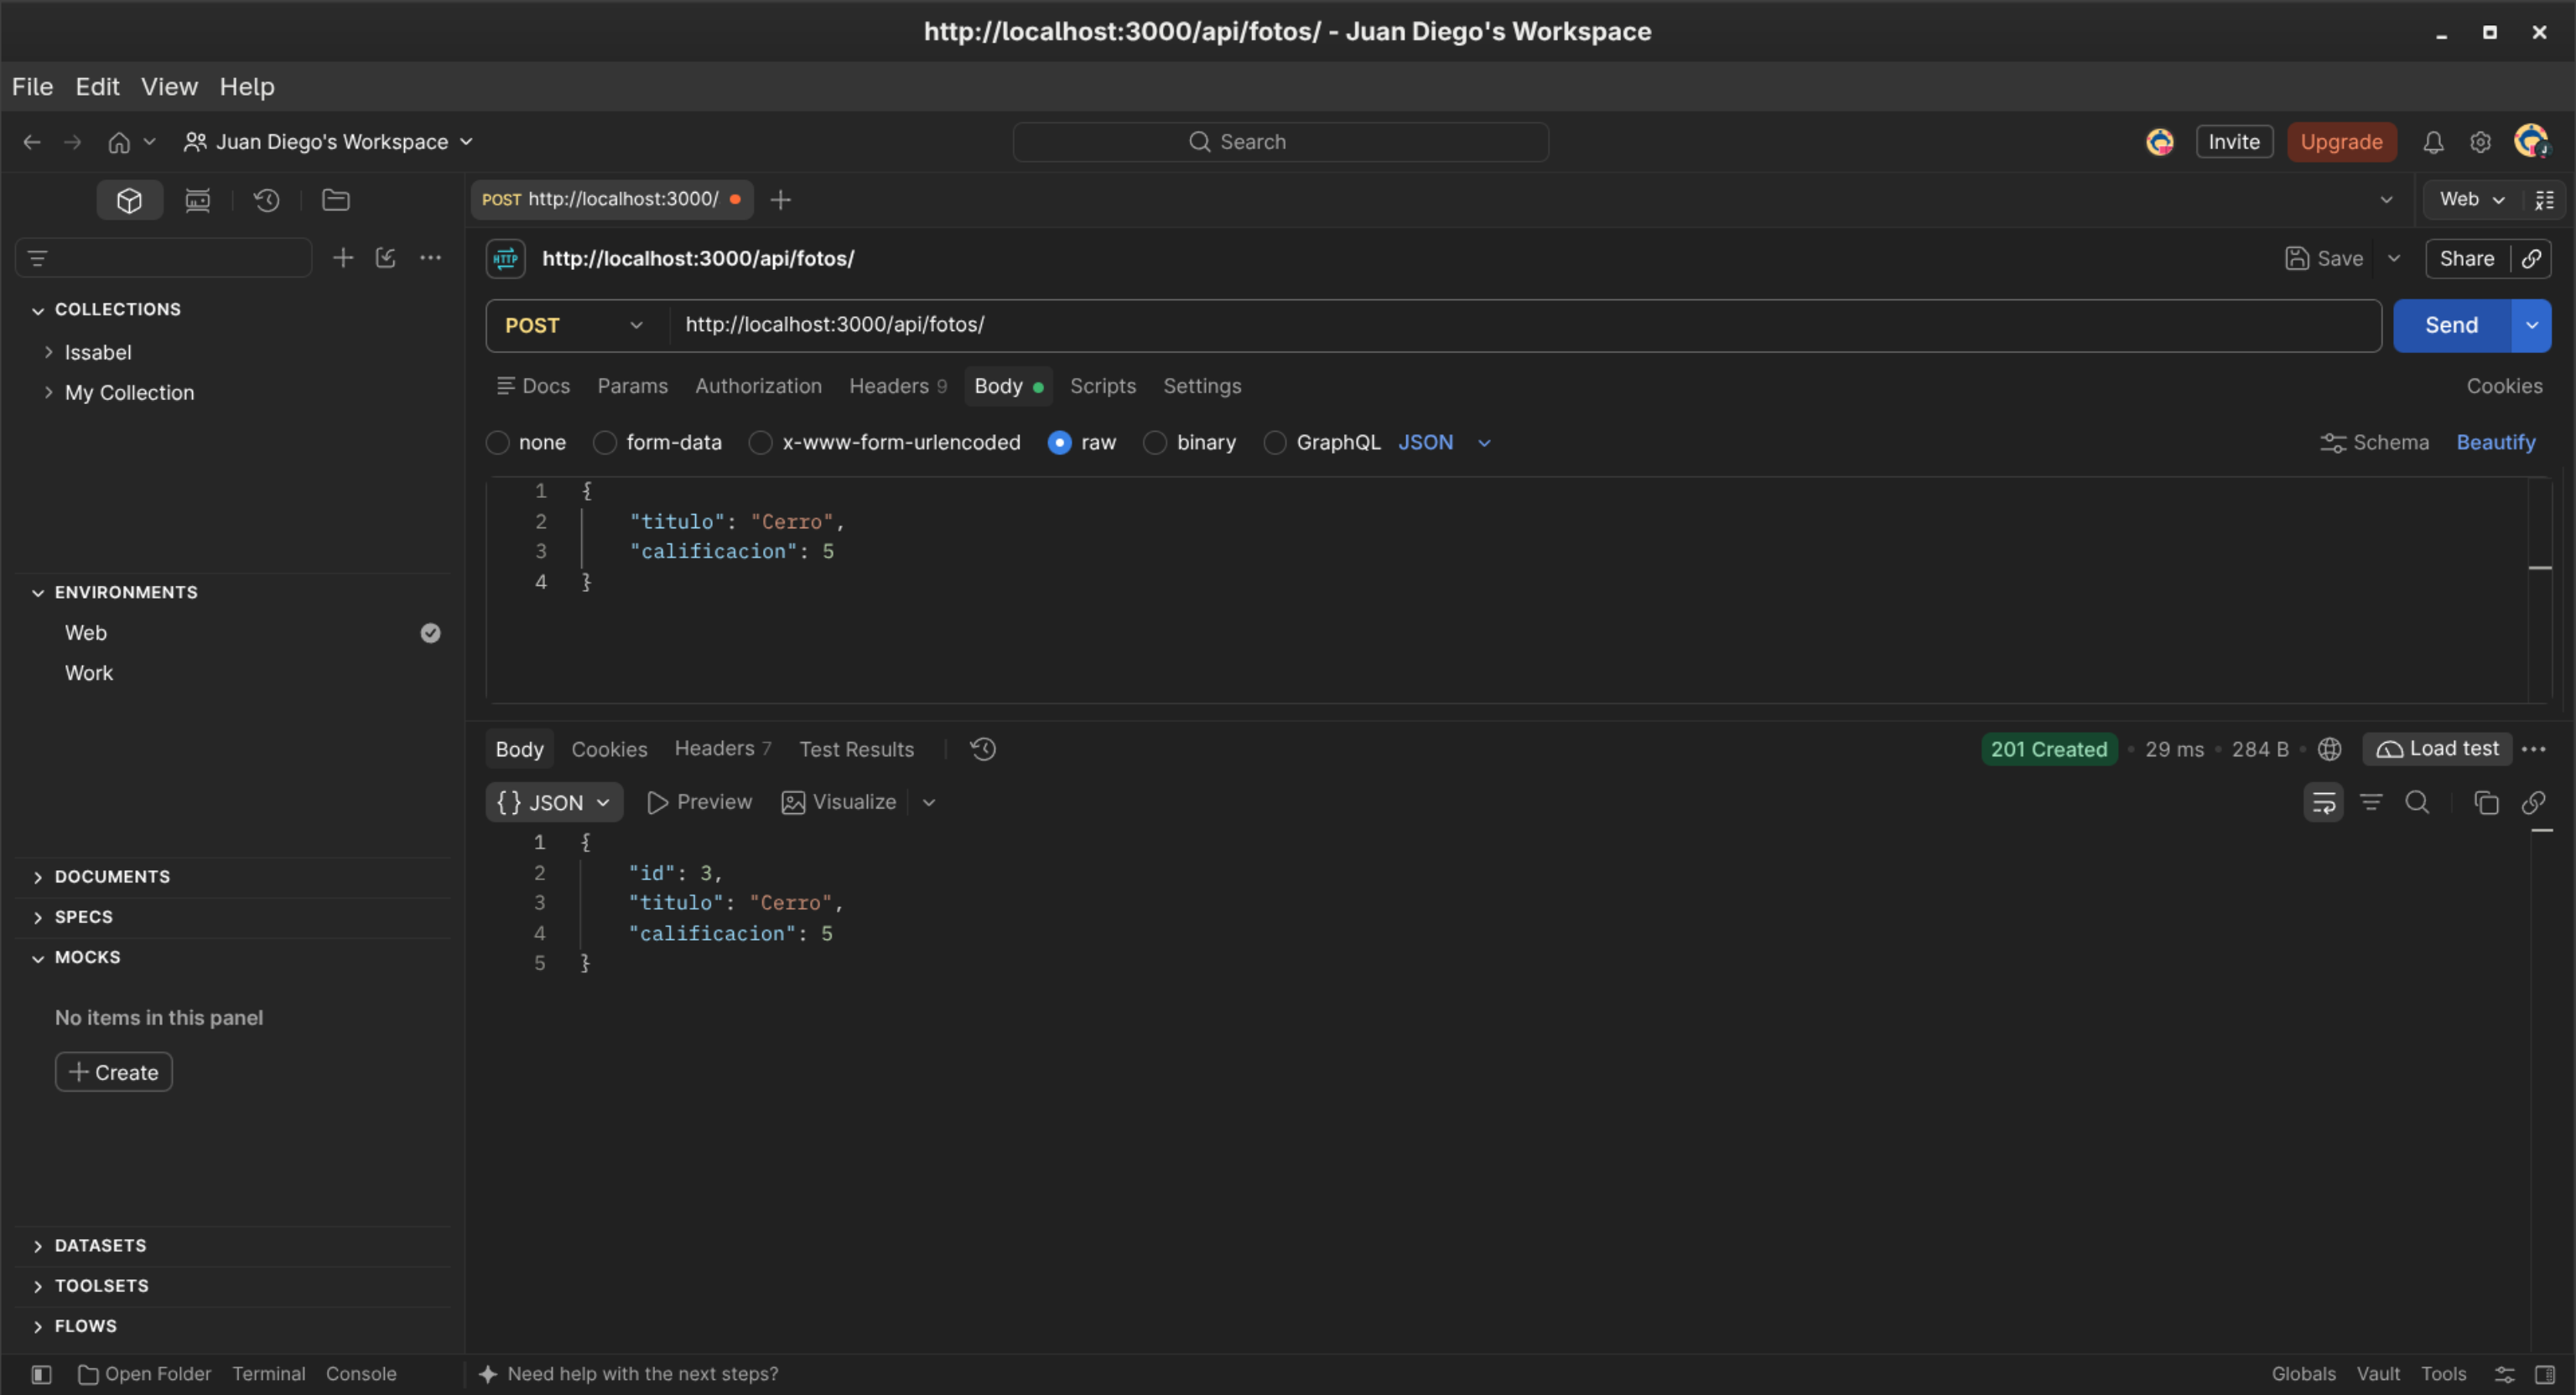 http://localhost:3000/api/fotos/ - Juan Diego's Workspace
File Edit View Help
Juan Diego's Workspace
Search
Invite
Upgrade
POST http://localhost:3000/
Web
HTTP
http://localhost:3000/api/fotos/
Save
Share
COLLECTIONS
Issabel
My Collection
POST
http://localhost:3000/api/fotos/
Send
Docs Params Authorization Headers 9 Body Scripts Settings Cookies
none form-data x-www-form-urlencoded raw binary GraphQL JSON Schema Beautify
1 {
2 "titulo": "Cerro",
3 "calificacion": 5
4 }
ENVIRONMENTS
Web
Work
Body Cookies Headers 7 Test Results 201 Created • 29 ms • 284 B • Load test
{} JSON Preview Visualize
1 {
2 "id": 3,
3 "titulo": "Cerro",
4 "calificacion": 5
5 }
DOCUMENTS
SPECS
MOCKS
No items in this panel
+ Create
DATASETS
TOOLSETS
FLOWS
Open Folder Terminal Console Need help with the next steps? Globals Vault Tools